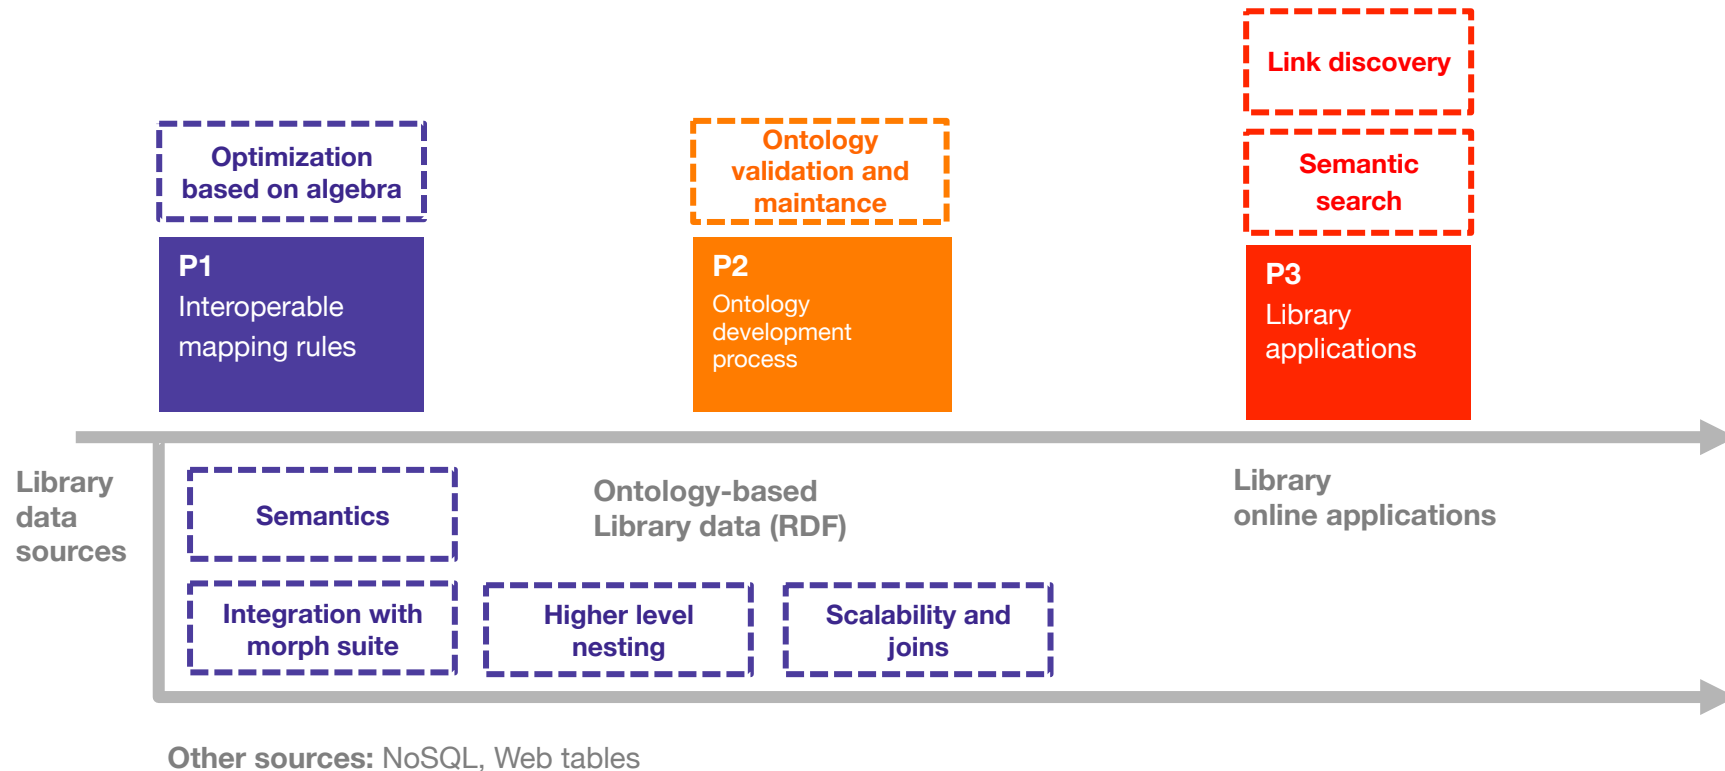 Link discovery
Optimization
based on algebra
Ontology
validation and
maintance
Semantic
search
P1
Interoperable
mapping rules
P2
Ontology
development
process
P3
Library
applications
Library
data
sources
Semantics
Ontology-based
Library data (RDF)
Library
online applications
Integration with
morph suite
Higher level
nesting
Scalability and
joins
Other sources: NoSQL, Web tables